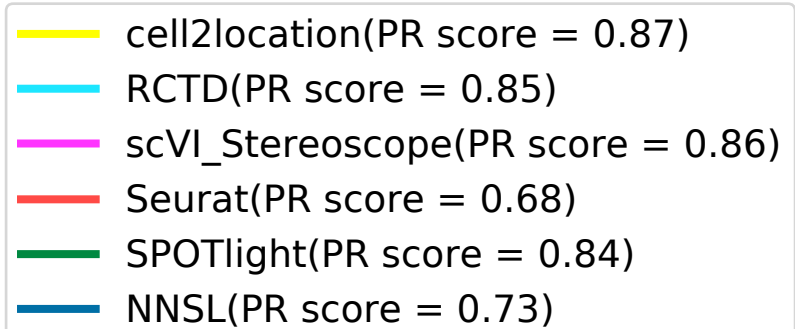 cell2location(PR score = 0.87)
RCTD(PR score = 0.85)
scVI_Stereoscope(PR score = 0.86)
Seurat(PR score = 0.68)
SPOTlight(PR score = 0.84)
NNSL(PR score = 0.73)